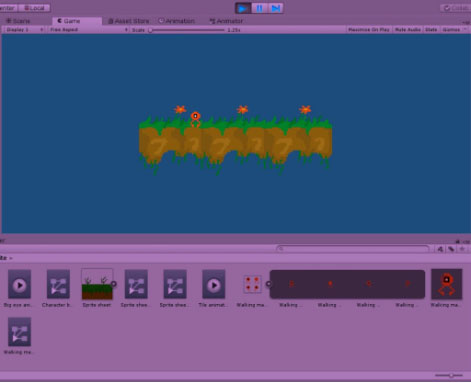 enter Local
Scene Game Asset Store Animation Animator
Display 1 Free Aspect Scale 1.25x Maximize On Play Mute Audio Stats Gizmos
Big eye ani... Character b... Sprite sheet Sprite shee... Sprite shee... Tile animat... Walking ma... Walking ... Walking ... Walking ... Walking ... Walking ma...
Walking ma...